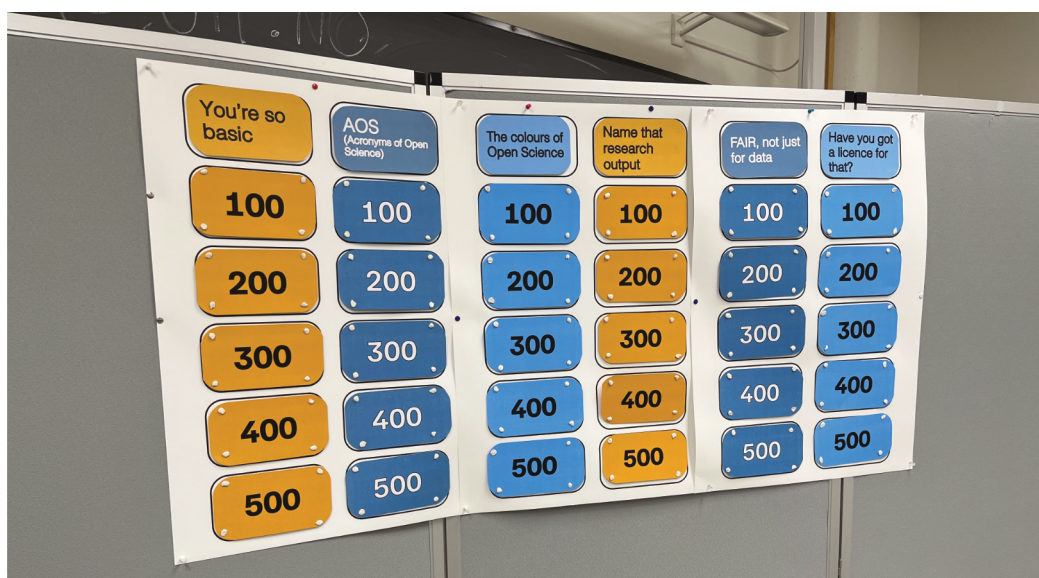 You're so
basic
AOS
(Acronyms of Open
Science)
The colours of
Open Science
Name that
research
output
FAIR, not just
for data
Have you got
a licence for
that?
100
100
100
100
100
100
200
200
200
200
200
200
300
300
300
300
300
300
400
400
400
400
400
400
500
500
500
500
500
500